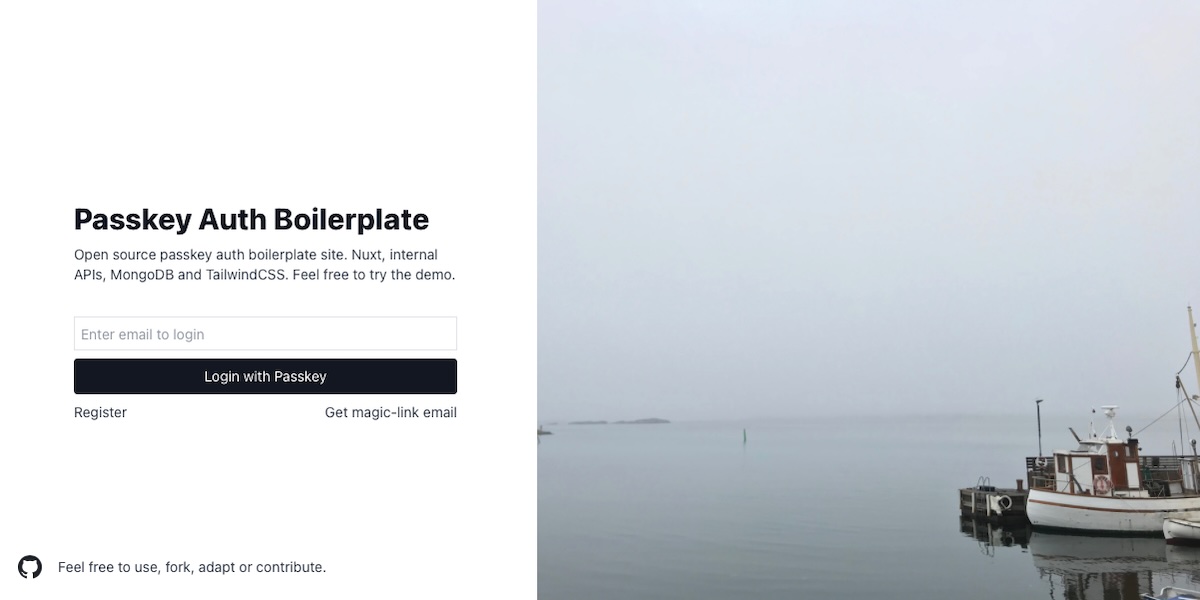 Passkey Auth Boilerplate
Open source passkey auth boilerplate site. Nuxt, internal
APIs, MongoDB and TailwindCSS. Feel free to try the demo.
Enter email to login
Login with Passkey
Register
Get magic-link email
Feel free to use, fork, adapt or contribute.